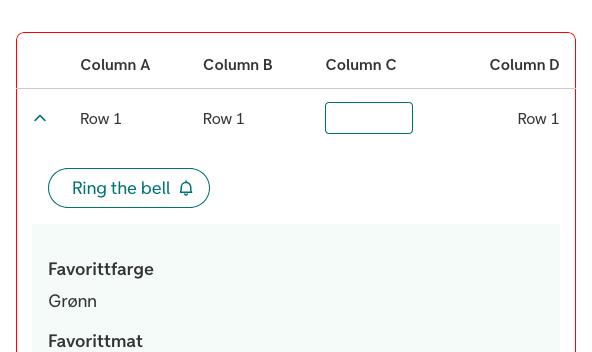 Column A Column B Column C Column D
Row 1 Row 1 Row 1
Ring the bell
Favorittfarge
Grønn
Favorittmat